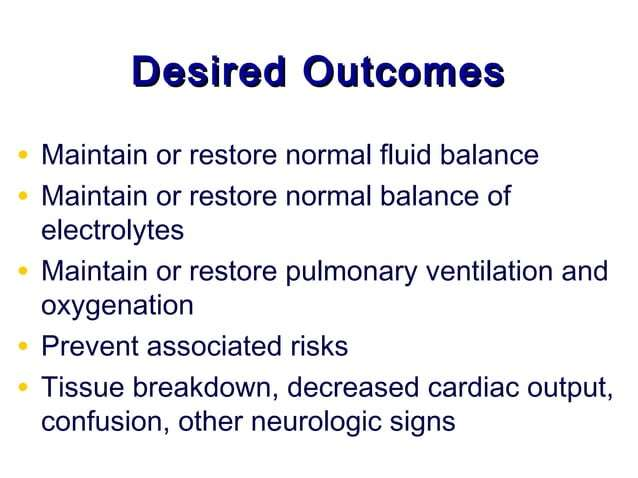 Desired Outcomes
• Maintain or restore normal fluid balance
• Maintain or restore normal balance of
electrolytes
• Maintain or restore pulmonary ventilation and
oxygenation
• Prevent associated risks
• Tissue breakdown, decreased cardiac output,
confusion, other neurologic signs